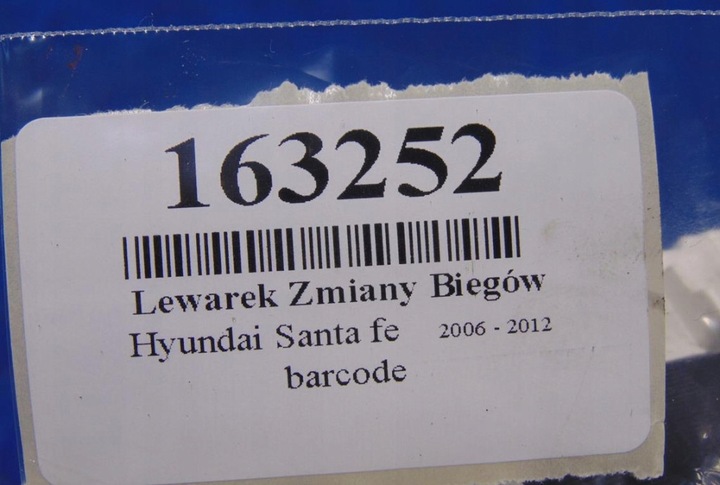 163252
Lewarek Zmiany Biegów
Hyundai Santa fe 2006 - 2012
barcode